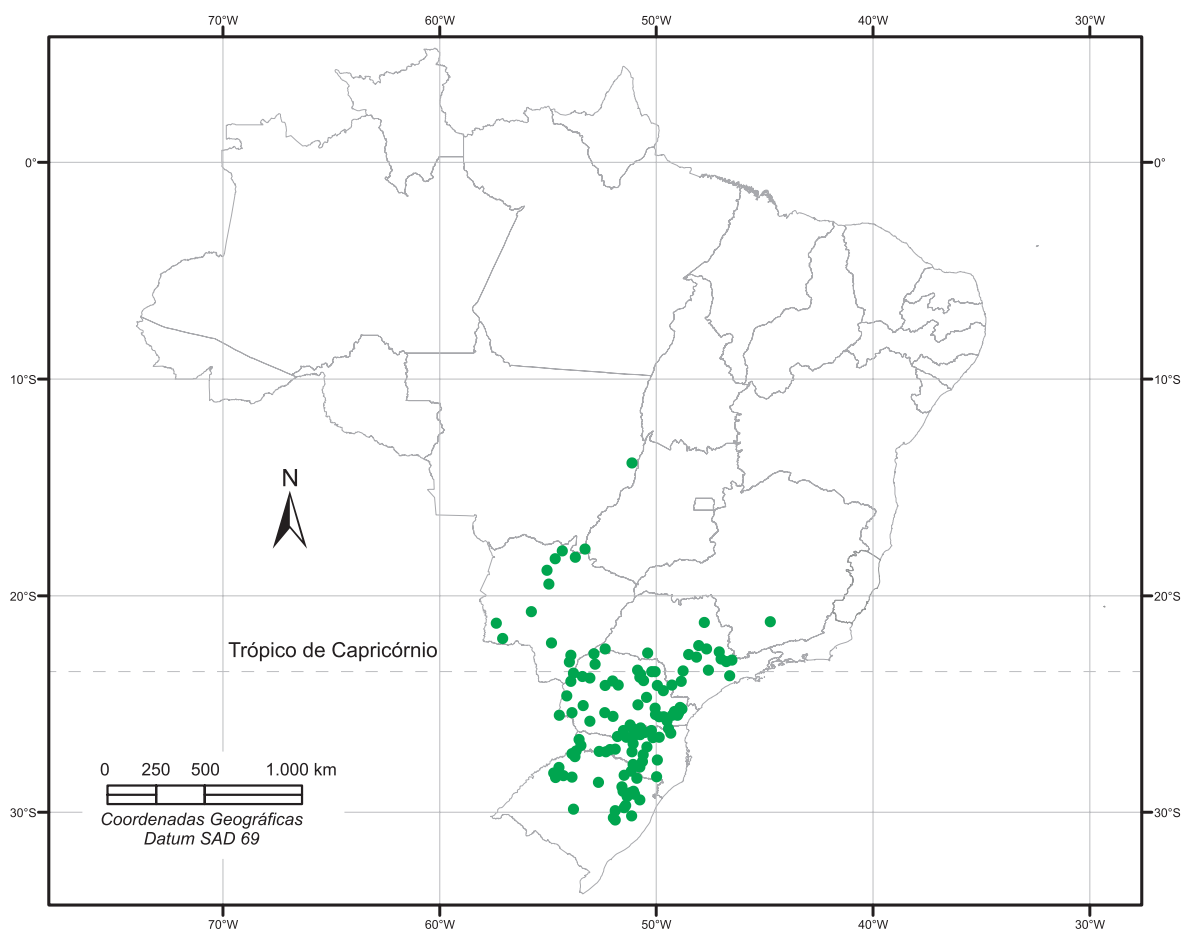 70°W 60°W 50°W 40°W 30°W
0° 0°
10°S 10°S
N
20°S 20°S
Trópico de Capricórnio
0 250 500 1.000 km
30°S 30°S
Coordenadas Geográficas
Datum SAD 69
70°W 60°W 50°W 40°W 30°W